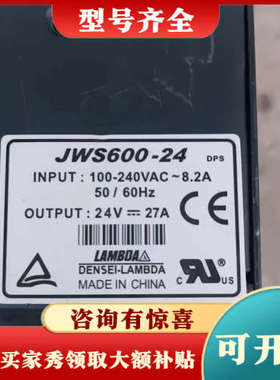 型号齐全
JWS600-24 DPS
INPUT : 100-240VAC ~ 8.2A
50 / 60Hz
OUTPUT : 24V ⎓ 27A
LAMBDA
DENSEI-LAMBDA
MADE IN CHINA
C US
咨询有惊喜
买家秀领取大额补贴
可开